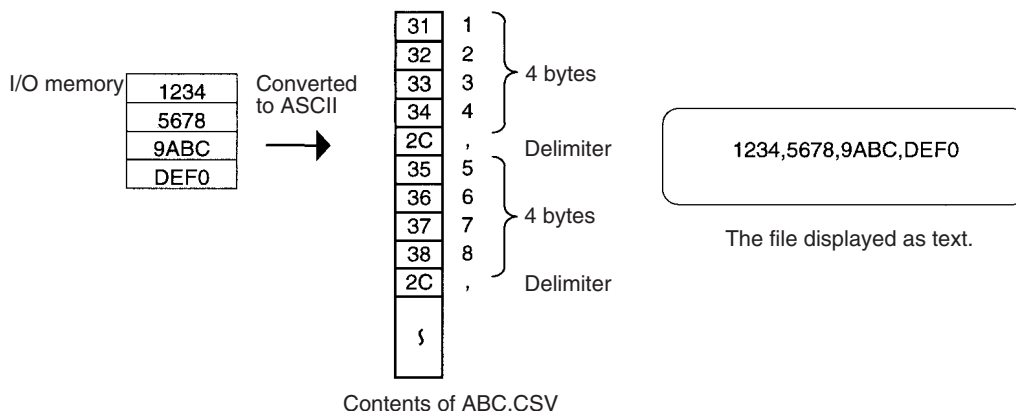 I/O memory
1234
5678
9ABC
DEF0
Converted
to ASCII
31 1
32 2
33 3
34 4
2C ,
35 5
36 6
37 7
38 8
2C ,
4 bytes
Delimiter
4 bytes
Delimiter
Contents of ABC.CSV
1234,5678,9ABC,DEF0
The file displayed as text.